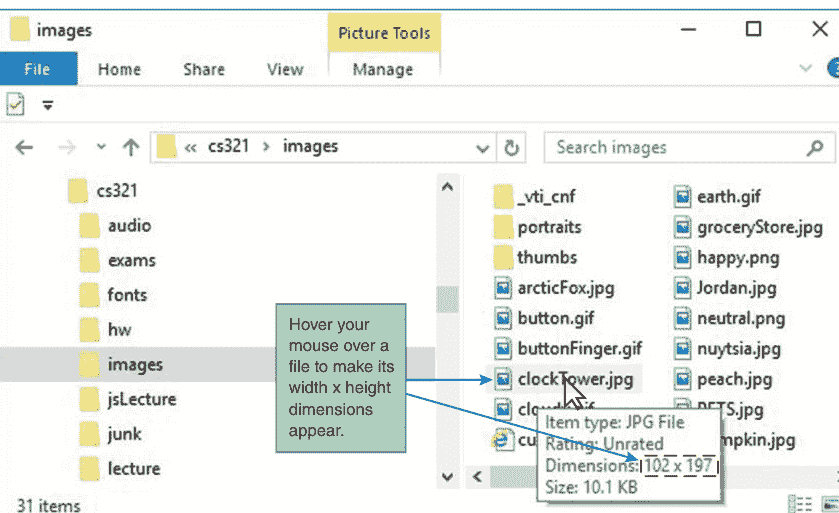 images
Picture Tools
File
Home
Share
View
Manage
« cs321 > images
Search images
cs321
audio
exams
fonts
hw
images
jsLecture
junk
lecture
_vti_cnf
portraits
thumbs
arcticFox.jpg
button.gif
buttonFinger.gif
clockTower.jpg
earth.gif
groceryStore.jpg
happy.png
Jordan.jpg
neutral.png
nuytsia.jpg
peach.jpg
Hover your
mouse over a
file to make its
width x height
dimensions
appear.
Item type: JPG File
Rating: Unrated
Dimensions: 102 x 197
Size: 10.1 KB
31 items